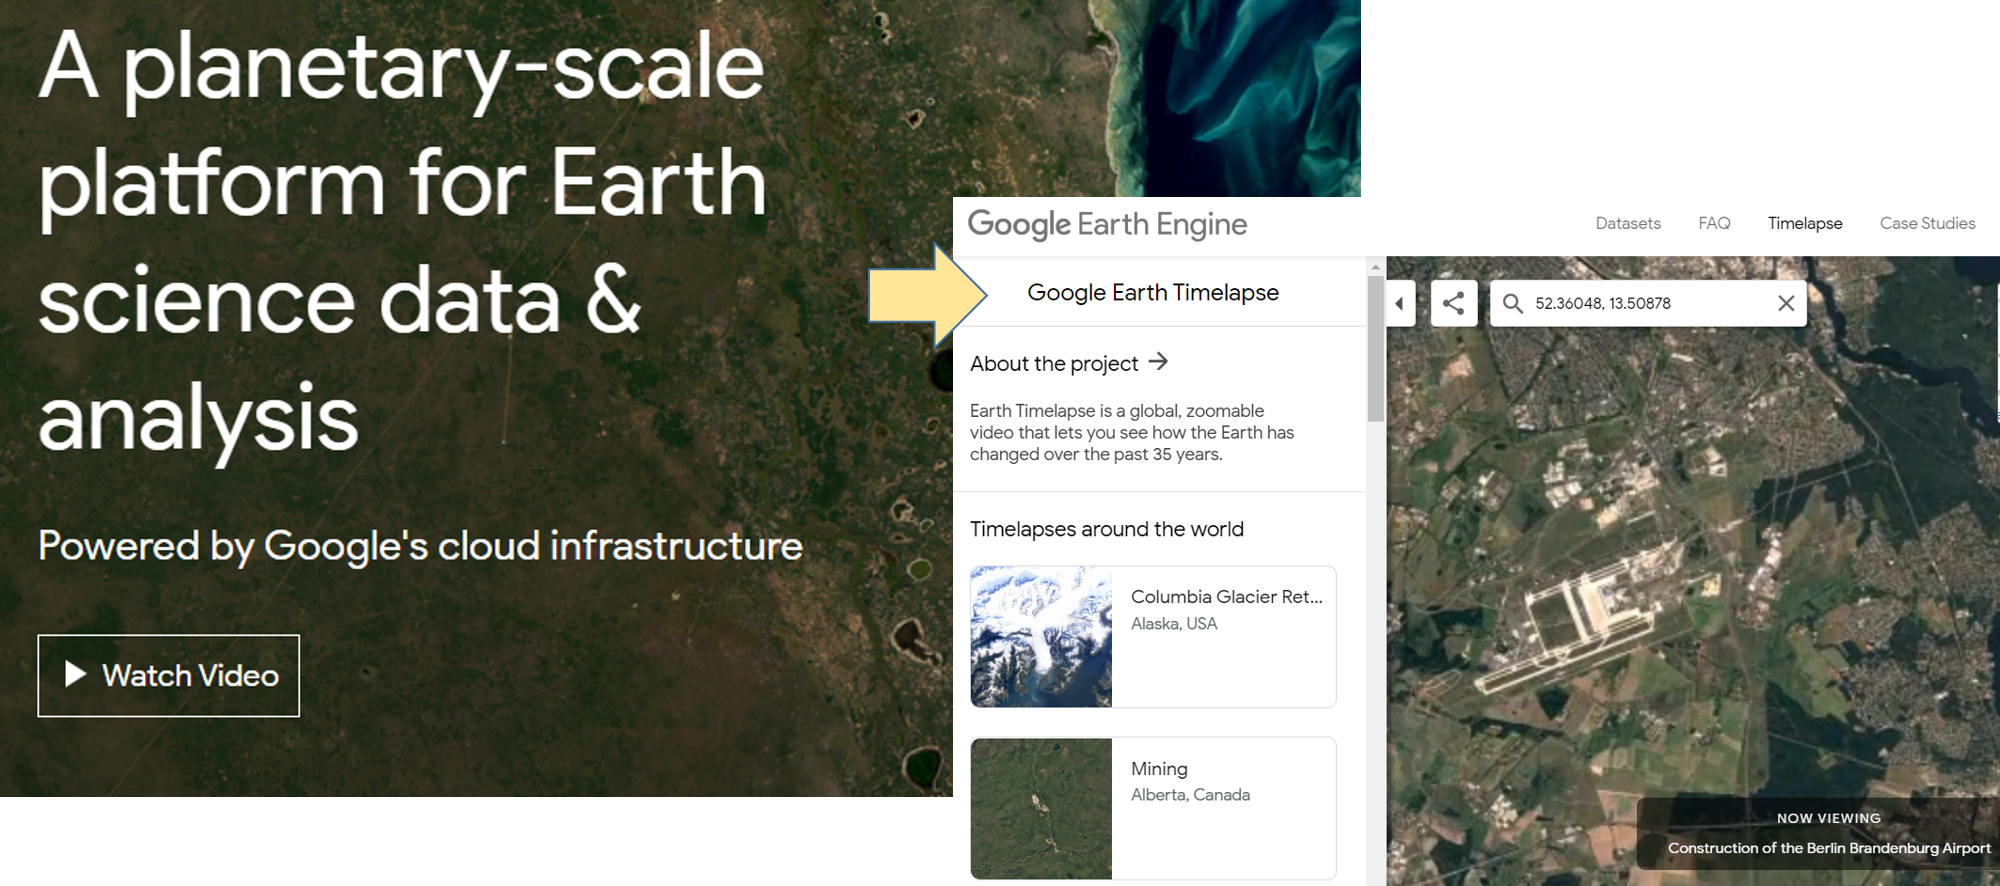 A planetary-scale
platform for Earth
science data &
analysis
Powered by Google's cloud infrastructure
Watch Video
Google Earth Engine
Datasets
FAQ
Timelapse
Case Studies
Google Earth Timelapse
About the project
Earth Timelapse is a global, zoomable
video that lets you see how the Earth has
changed over the past 35 years.
Timelapses around the world
Columbia Glacier Ret...
Alaska, USA
Mining
Alberta, Canada
52.36048, 13.50878
NOW VIEWING
Construction of the Berlin Brandenburg Airport